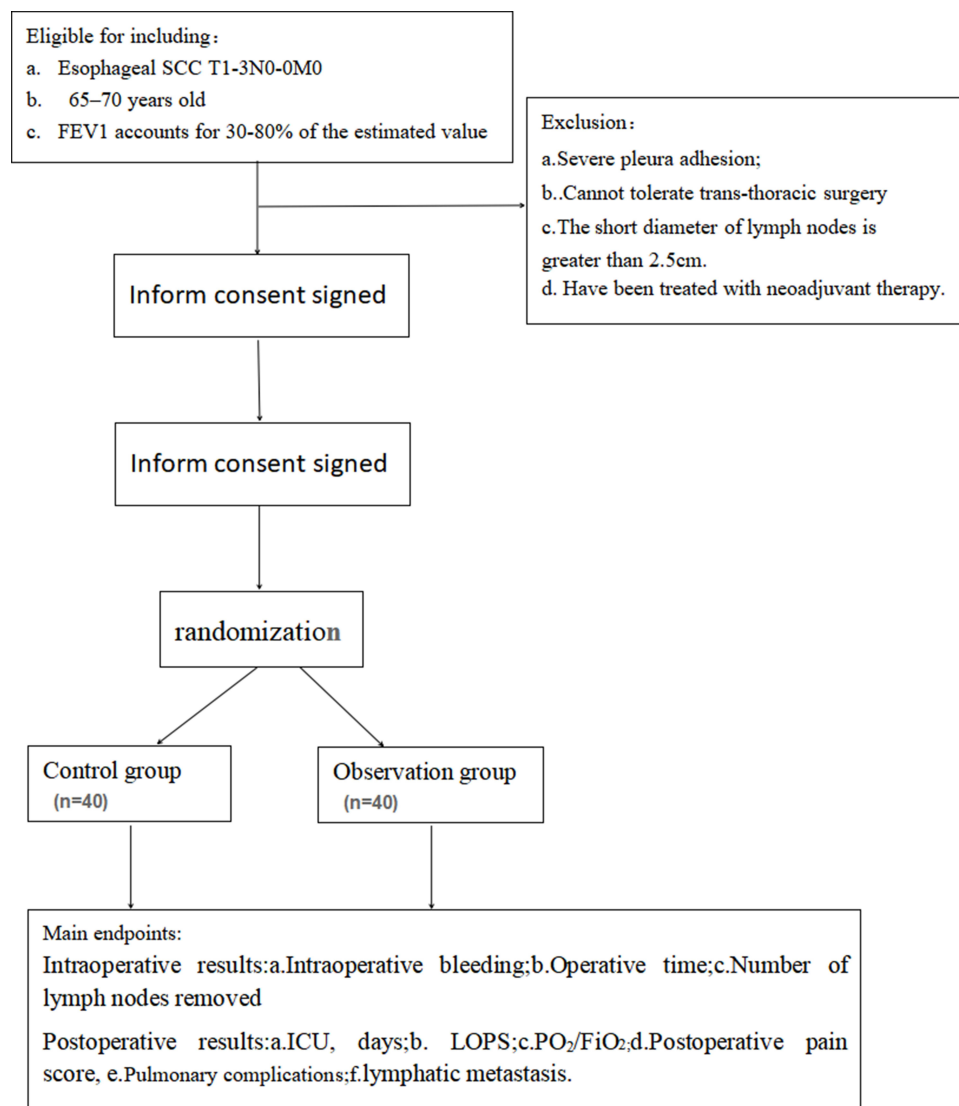 Eligible for including：
a. Esophageal SCC T1-3N0-0M0
b. 65–70 years old
c. FEV1 accounts for 30-80% of the estimated value
Exclusion：
a.Severe pleura adhesion;
b..Cannot tolerate trans-thoracic surgery
c.The short diameter of lymph nodes is
greater than 2.5cm.
d. Have been treated with neoadjuvant therapy.
Inform consent signed
Inform consent signed
randomization
Control group
(n=40)
Observation group
(n=40)
Main endpoints:
Intraoperative results:a.Intraoperative bleeding;b.Operative time;c.Number of
lymph nodes removed
Postoperative results:a.ICU, days;b. LOPS;c.PO₂/FiO₂;d.Postoperative pain
score, e.Pulmonary complications;f.lymphatic metastasis.